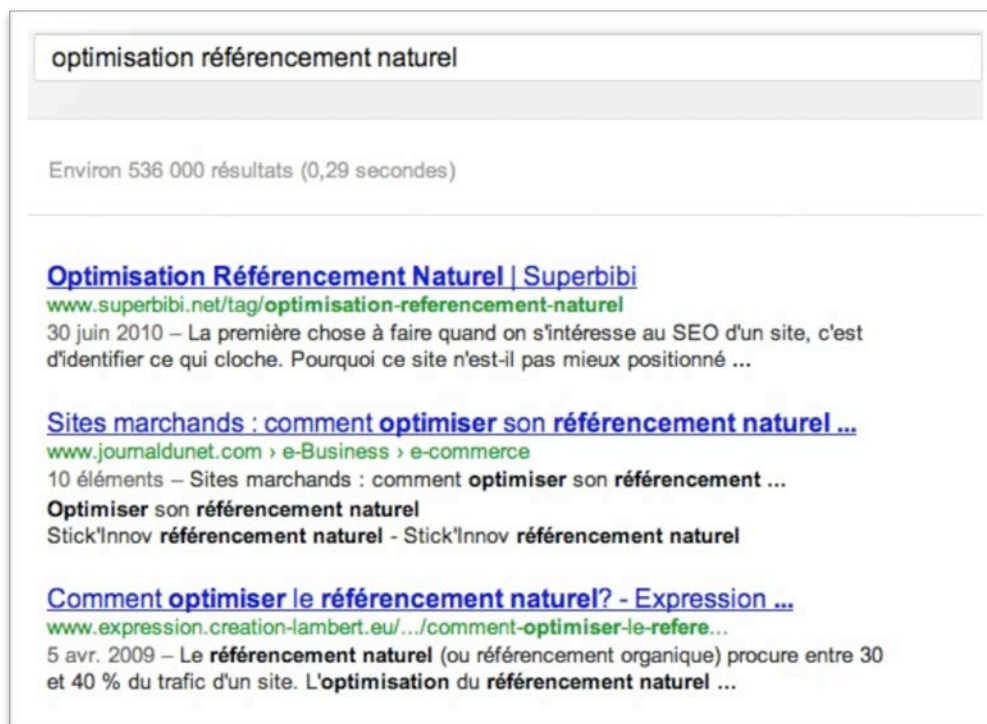 optimisation référencement naturel
Environ 536 000 résultats (0,29 secondes)
Optimisation Référencement Naturel | Superbibi
www.superbibi.net/tag/optimisation-referencement-naturel
30 juin 2010 – La première chose à faire quand on s'intéresse au SEO d'un site, c'est
d'identifier ce qui cloche. Pourquoi ce site n'est-il pas mieux positionné ...
Sites marchands : comment optimiser son référencement naturel ...
www.journaldunet.com › e-Business › e-commerce
10 éléments – Sites marchands : comment optimiser son référencement ...
Optimiser son référencement naturel
Stick'Innov référencement naturel - Stick'Innov référencement naturel
Comment optimiser le référencement naturel? - Expression ...
www.expression.creation-lambert.eu/.../comment-optimiser-le-refere...
5 avr. 2009 – Le référencement naturel (ou référencement organique) procure entre 30
et 40 % du trafic d'un site. L'optimisation du référencement naturel ...